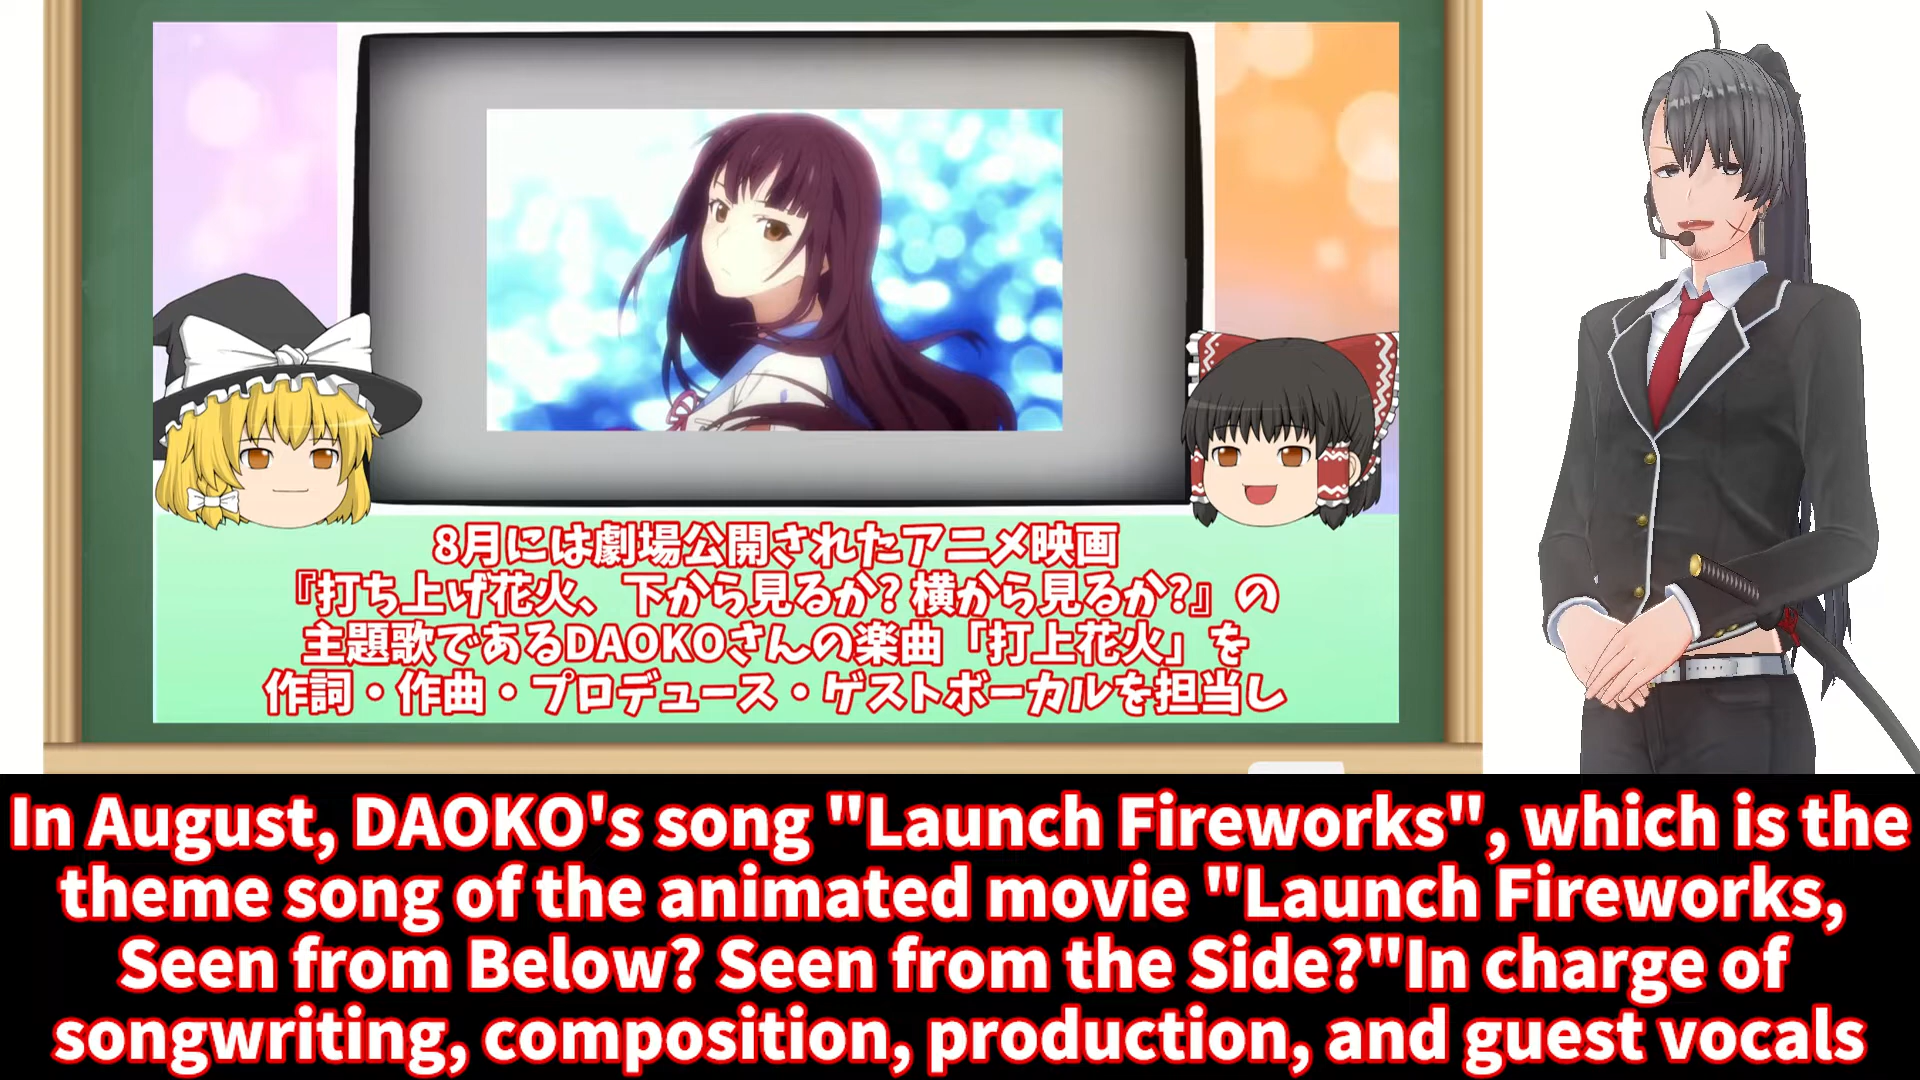 8月には劇場公開されたアニメ映画
『打ち上げ花火、下から見るか? 横から見るか?』の
主題歌であるDAOKOさんの楽曲「打上花火」を
作詞・作曲・プロデュース・ゲストボーカルを担当し
In August, DAOKO's song "Launch Fireworks", which is the
theme song of the animated movie "Launch Fireworks,
Seen from Below? Seen from the Side?"In charge of
songwriting, composition, production, and guest vocals